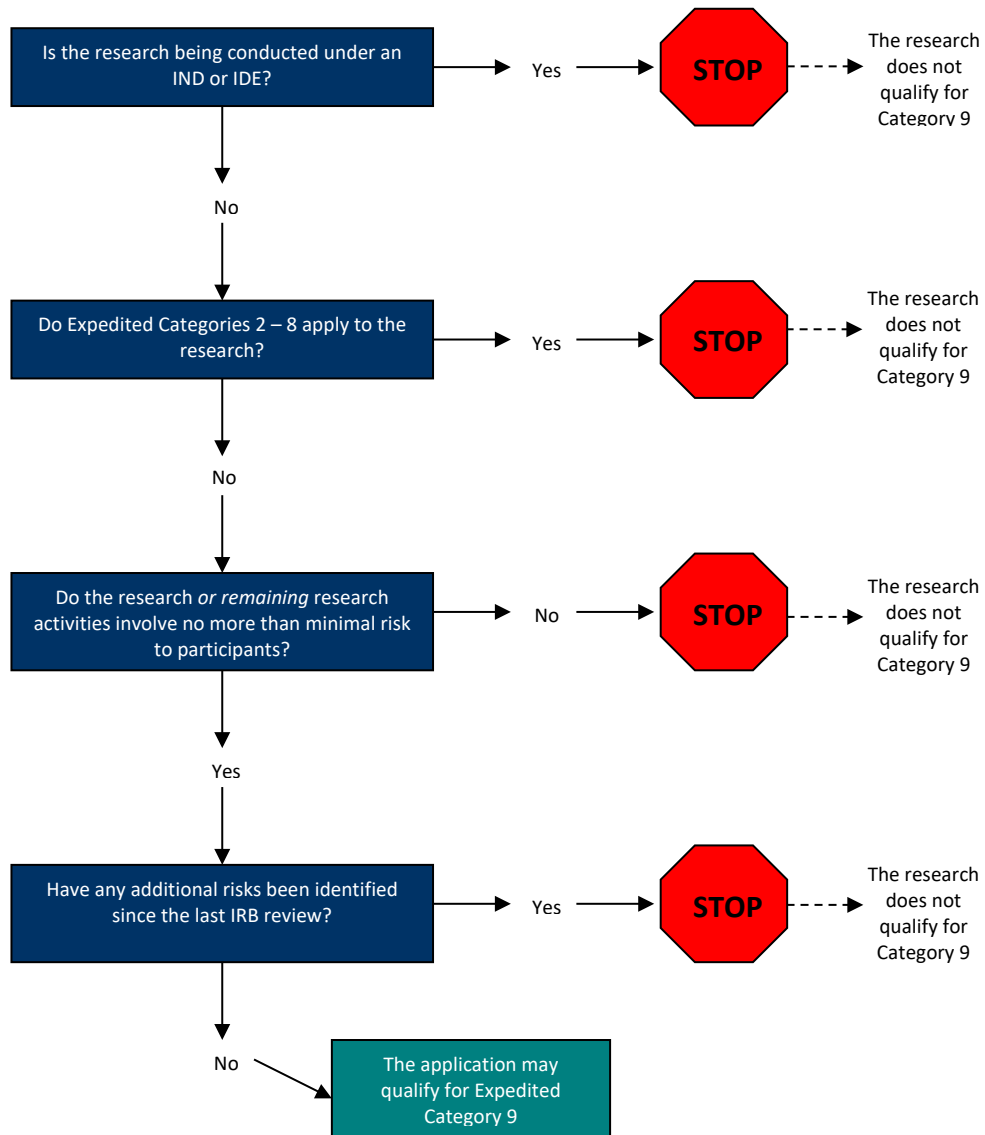 Is the research being conducted under an
IND or IDE?
Yes
STOP
The research
does not
qualify for
Category 9
No
Do Expedited Categories 2 – 8 apply to the
research?
Yes
STOP
The research
does not
qualify for
Category 9
No
Do the research or remaining research
activities involve no more than minimal risk
to participants?
No
STOP
The research
does not
qualify for
Category 9
Yes
Have any additional risks been identified
since the last IRB review?
Yes
STOP
The research
does not
qualify for
Category 9
No
The application may
qualify for Expedited
Category 9